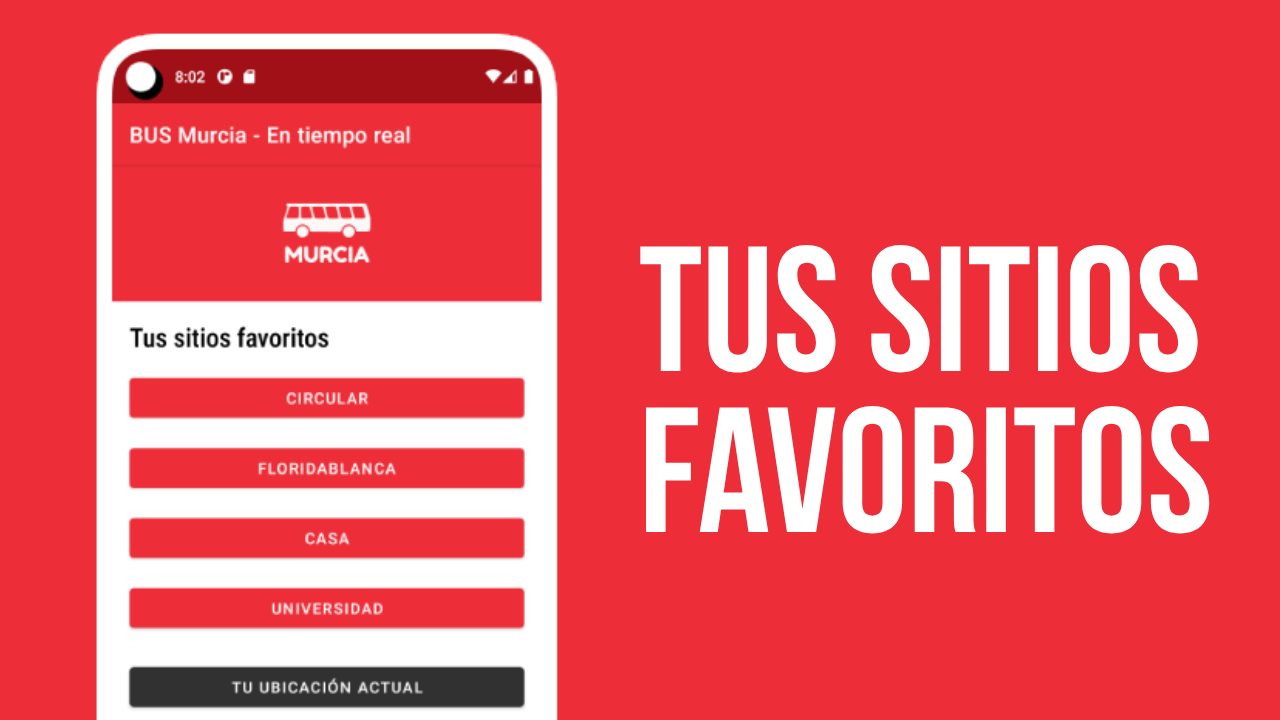 8:02
BUS Murcia - En tiempo real
MURCIA
Tus sitios favoritos
CIRCULAR
FLORIDABLANCA
CASA
UNIVERSIDAD
TU UBICACIÓN ACTUAL
TUS SITIOS
FAVORITOS